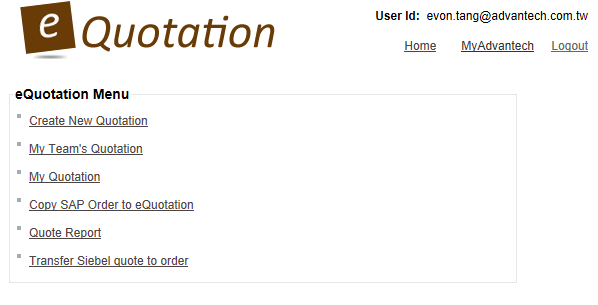 e Quotation
User Id: evon.tang@advantech.com.tw
Home MyAdvantech Logout
eQuotation Menu
Create New Quotation
My Team's Quotation
My Quotation
Copy SAP Order to eQuotation
Quote Report
Transfer Siebel quote to order